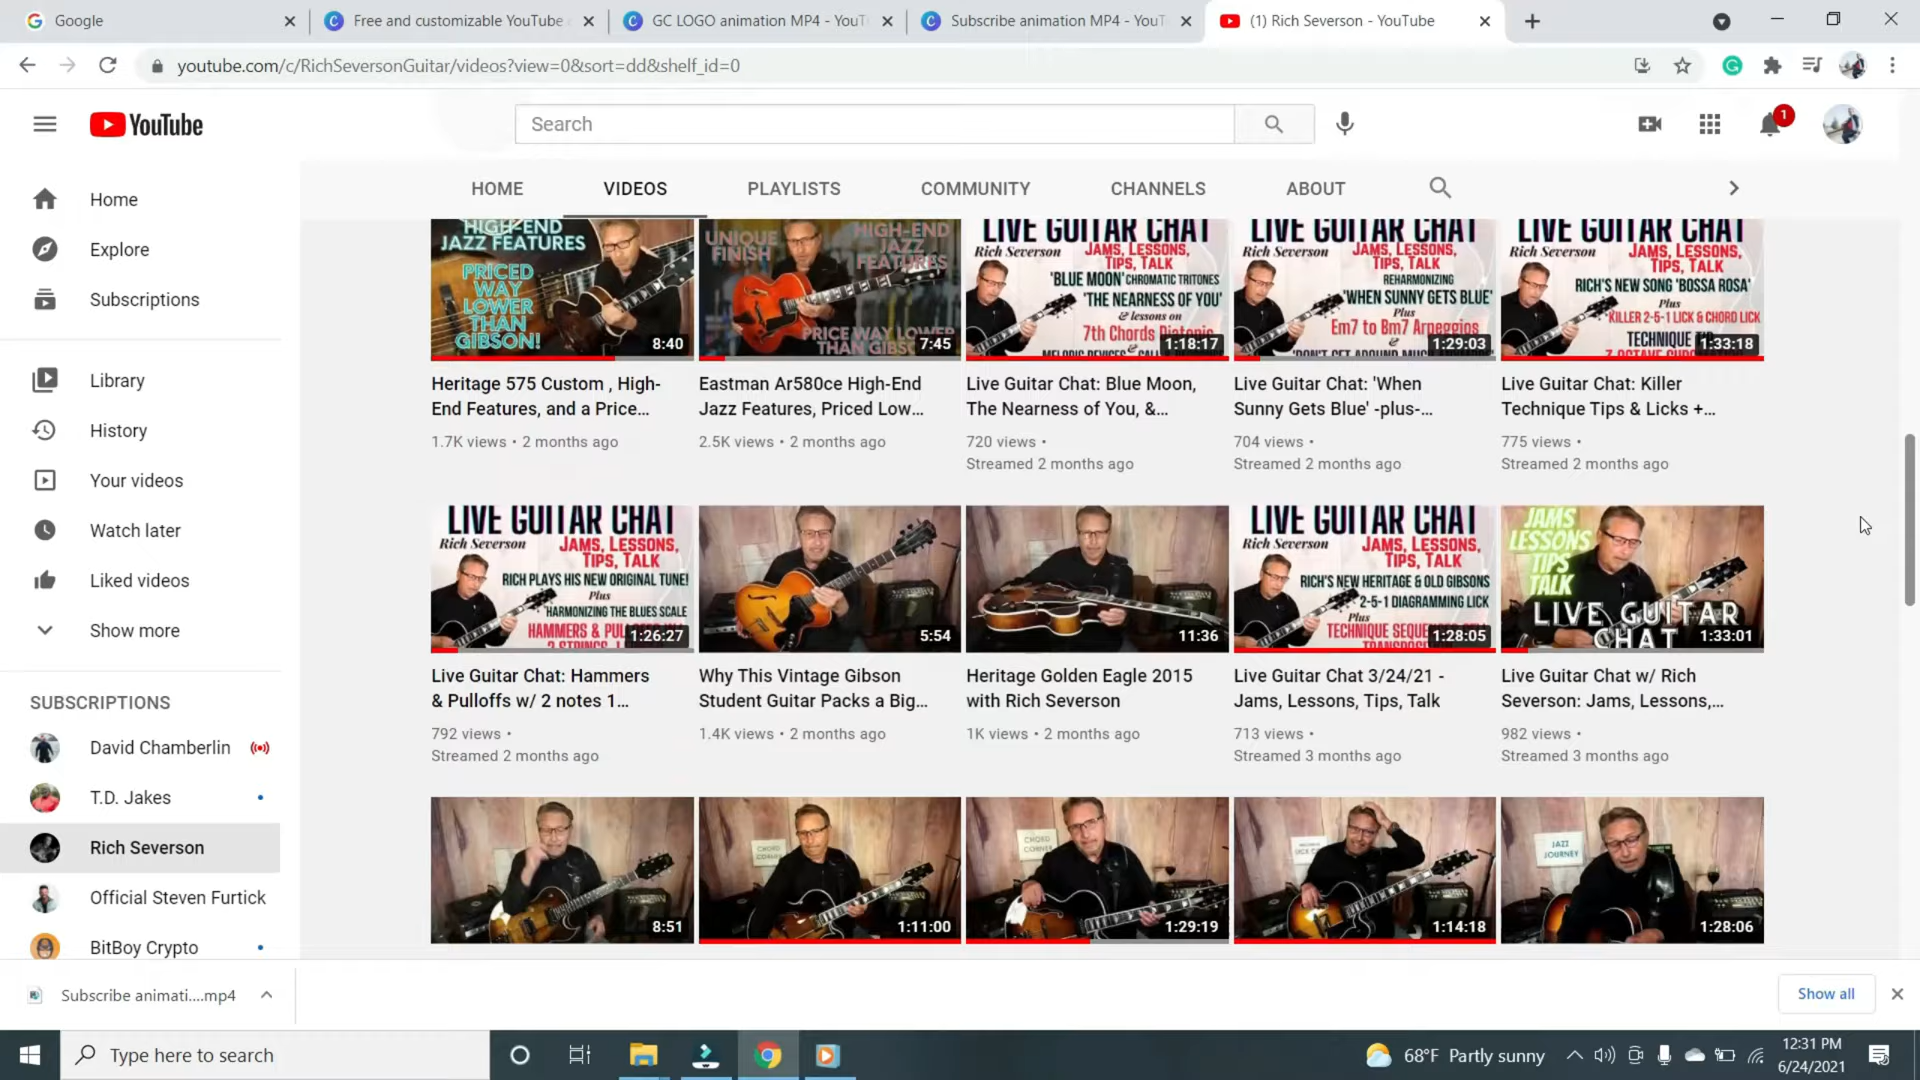 Google
Free and customizable YouTube
GC LOGO animation MP4 - YouT
Subscribe animation MP4 - YouT
(1) Rich Severson - YouTube
youtube.com/c/RichSeversonGuitar/videos?view=0&sort=dd&shelf_id=0
YouTube
Search
1
HOME
VIDEOS
PLAYLISTS
COMMUNITY
CHANNELS
ABOUT
Home
Explore
Subscriptions
Library
History
Your videos
Watch later
Liked videos
Show more
SUBSCRIPTIONS
David Chamberlin
T.D. Jakes
Rich Severson
Official Steven Furtick
BitBoy Crypto
HIGH-END
JAZZ FEATURES
PRICED
WAY
LOWER
THAN
GIBSON!
8:40
Heritage 575 Custom , High-
End Features, and a Price...
1.7K views • 2 months ago
UNIQUE
FINISH
HIGH-END
JAZZ
FEATURES
PRICE WAY LOWER
THAN
7:45
Eastman Ar580ce High-End
Jazz Features, Priced Low...
2.5K views • 2 months ago
LIVE GUITAR CHAT
Rich Severson
JAMS, LESSONS,
TIPS, TALK
'BLUE MOON' CHROMATIC TRITONES
'THE NEARNESS OF YOU'
& lessons on
7th Chords Diatonic
1:18:17
Live Guitar Chat: Blue Moon,
The Nearness of You, &...
720 views •
Streamed 2 months ago
LIVE GUITAR CHAT
Rich Severson
JAMS, LESSONS,
TIPS, TALK
REHARMONIZING
'WHEN SUNNY GETS BLUE'
Plus
Em7 to Bm7 Arpeggios
&
1:29:03
Live Guitar Chat: 'When
Sunny Gets Blue' -plus-...
704 views •
Streamed 2 months ago
LIVE GUITAR CHAT
Rich Severson
JAMS, LESSONS,
TIPS, TALK
RICH'S NEW SONG 'BOSSA ROSA'
Plus
KILLER 2-5-1 LICK & CHORD LICK
TECHNIQUE
1:33:18
Live Guitar Chat: Killer
Technique Tips & Licks +...
775 views •
Streamed 2 months ago
LIVE GUITAR CHAT
Rich Severson
JAMS, LESSONS,
TIPS, TALK
RICH PLAYS HIS NEW ORIGINAL TUNE!
Plus
HARMONIZING THE BLUES SCALE
HAMMERS &
1:26:27
Live Guitar Chat: Hammers
& Pulloffs w/ 2 notes 1...
792 views •
Streamed 2 months ago
5:54
Why This Vintage Gibson
Student Guitar Packs a Big...
1.4K views • 2 months ago
11:36
Heritage Golden Eagle 2015
with Rich Severson
1K views • 2 months ago
LIVE GUITAR CHAT
Rich Severson
JAMS, LESSONS,
TIPS, TALK
RICH'S NEW HERITAGE & OLD GIBSONS
2-5-1 DIAGRAMMING LICK
Plus
TECHNIQUE
1:28:05
Live Guitar Chat 3/24/21 -
Jams, Lessons, Tips, Talk
713 views •
Streamed 3 months ago
JAMS
LESSONS
TIPS
TALK
LIVE GUITAR
CHAT
1:33:01
Live Guitar Chat w/ Rich
Severson: Jams, Lessons,...
982 views •
Streamed 3 months ago
8:51
CHORD
1:11:00
CHORD
CORNER
1:29:19
1:14:18
JAZZ
JOURNEY
1:28:06
Subscribe animati....mp4
Show all
Type here to search
68°F Partly sunny
12:31 PM
6/24/2021